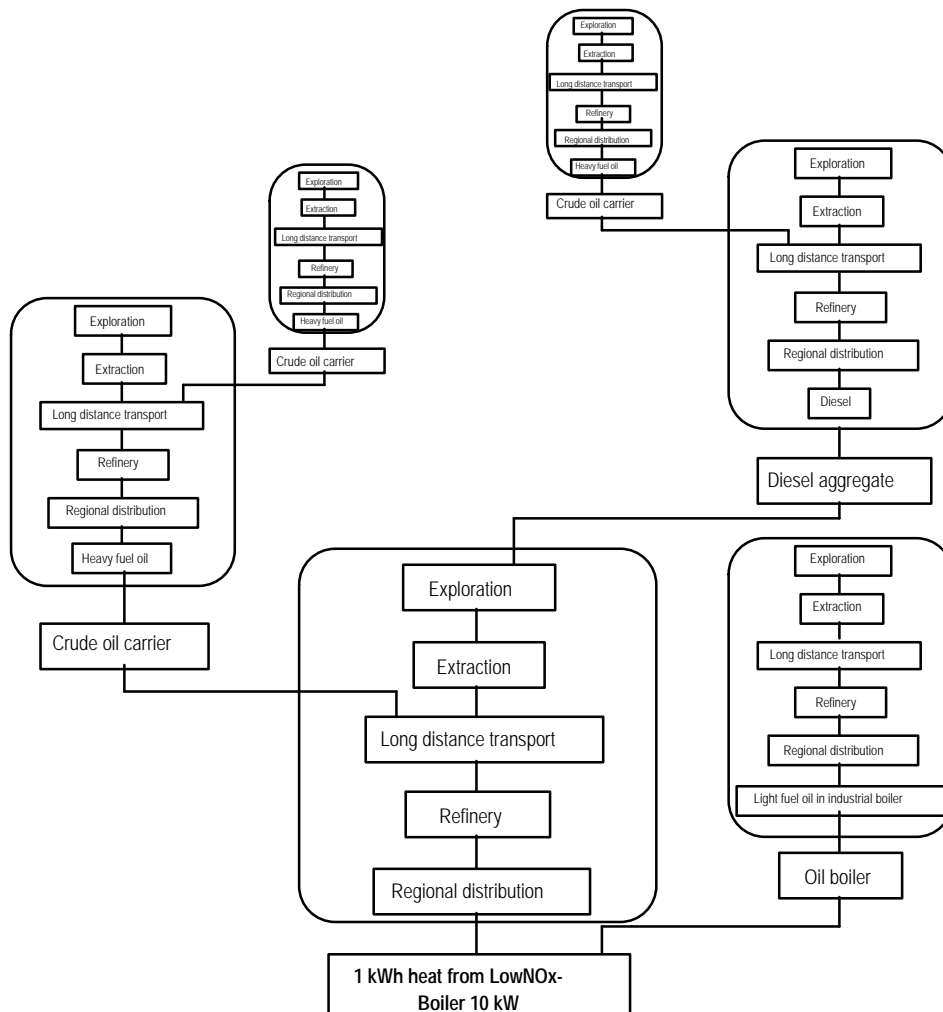 Exploration
Extraction
Long distance transport
Refinery
Regional distribution
Heavy fuel oil
Crude oil carrier
Exploration
Extraction
Long distance transport
Refinery
Regional distribution
Heavy fuel oil
Crude oil carrier
Exploration
Extraction
Long distance transport
Refinery
Regional distribution
Diesel
Diesel aggregate
Exploration
Extraction
Long distance transport
Refinery
Regional distribution
Heavy fuel oil
Crude oil carrier
Exploration
Extraction
Long distance transport
Refinery
Regional distribution
Exploration
Extraction
Long distance transport
Refinery
Regional distribution
Light fuel oil in industrial boiler
Oil boiler
1 kWh heat from LowNOx-
Boiler 10 kW